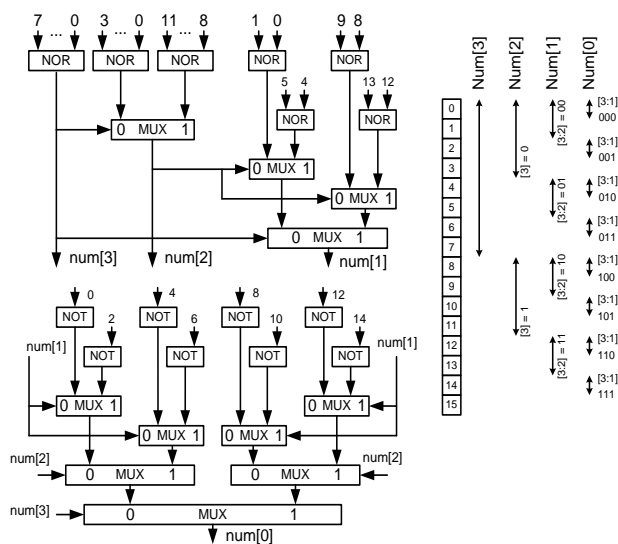 7 ... 0 3 ... 0 11 ... 8 1 0 9 8
NOR NOR NOR NOR NOR
5 4 13 12
NOR NOR
0 MUX 1
0 MUX 1
0 MUX 1
0 MUX 1
num[3] num[2] num[1]
0 4 8 12
NOT NOT NOT NOT
2 6 10 14
num[1] NOT NOT NOT NOT num[1]
0 MUX 1 0 MUX 1
0 MUX 1 0 MUX 1
num[2] 0 MUX 1 0 MUX 1 num[2]
num[3] 0 MUX 1
num[0]
Num[3]
Num[2]
Num[1]
Num[0]
0
1
2
3
4
5
6
7
8
9
10
11
12
13
14
15
[3] = 0
[3] = 1
[3:2] = 00
[3:2] = 01
[3:2] = 10
[3:2] = 11
[3:1]
000
[3:1]
001
[3:1]
010
[3:1]
011
[3:1]
100
[3:1]
101
[3:1]
110
[3:1]
111